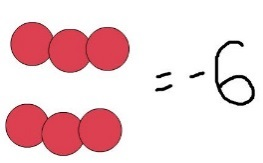 = -6